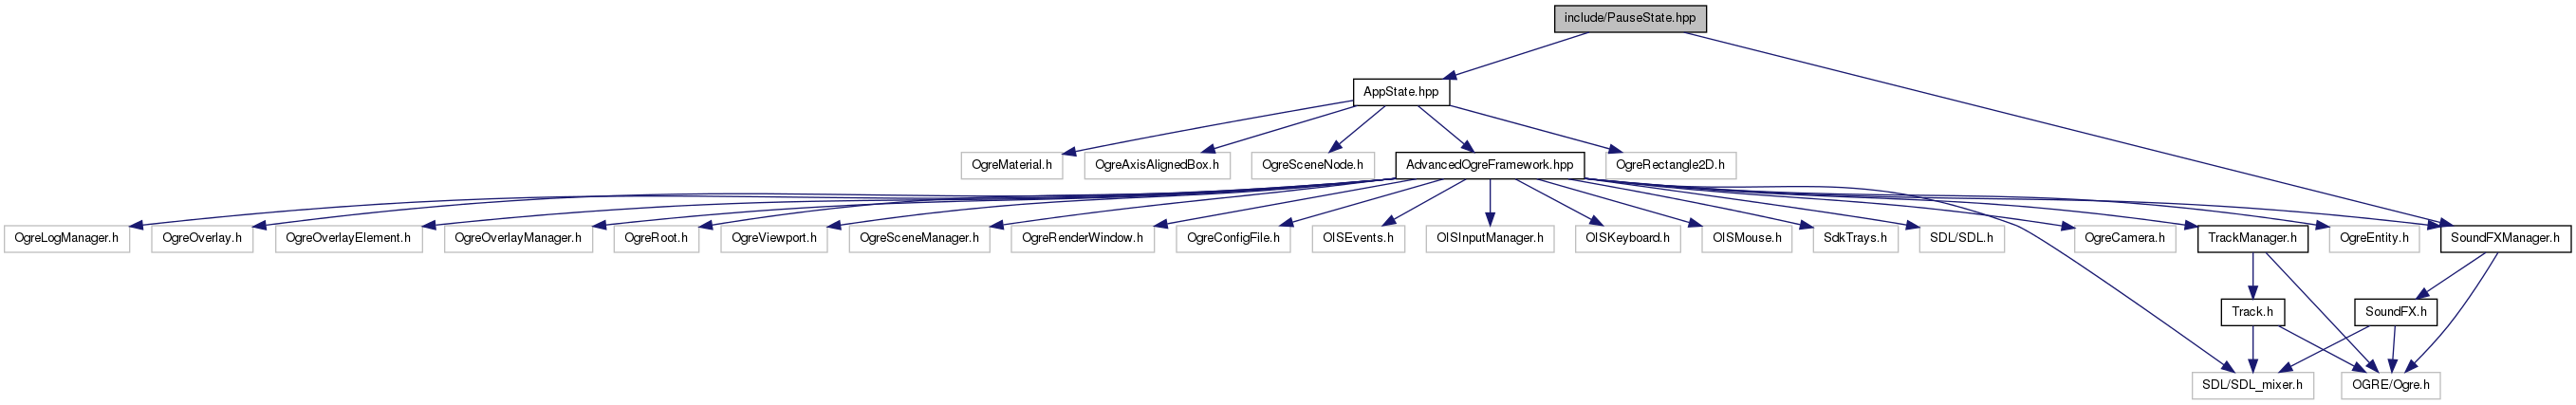 include/PauseState.hpp
AppState.hpp
OgreMaterial.h
OgreAxisAlignedBox.h
OgreSceneNode.h
AdvancedOgreFramework.hpp
OgreRectangle2D.h
OgreLogManager.h
OgreOverlay.h
OgreOverlayElement.h
OgreOverlayManager.h
OgreRoot.h
OgreViewport.h
OgreSceneManager.h
OgreRenderWindow.h
OgreConfigFile.h
OISEvents.h
OISInputManager.h
OISKeyboard.h
OISMouse.h
SdkTrays.h
SDL/SDL.h
OgreCamera.h
TrackManager.h
OgreEntity.h
SoundFXManager.h
Track.h
SoundFX.h
SDL/SDL_mixer.h
OGRE/Ogre.h